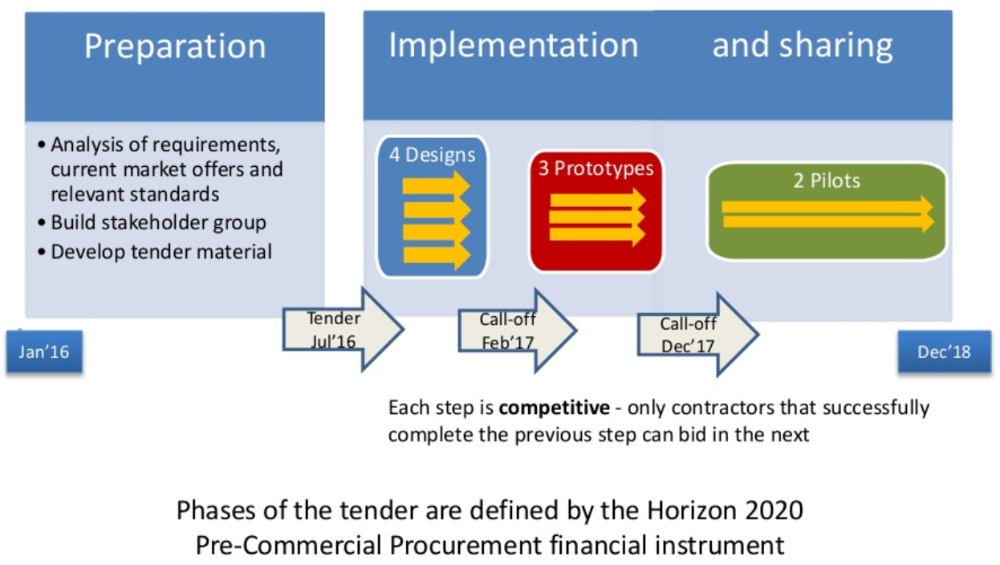 Preparation
• Analysis of requirements,
current market offers and
relevant standards
• Build stakeholder group
• Develop tender material
Implementation and sharing
4 Designs
3 Prototypes
2 Pilots
Jan’16
Tender
Jul’16
Call-off
Feb’17
Call-off
Dec’17
Dec’18
Each step is competitive - only contractors that successfully
complete the previous step can bid in the next
Phases of the tender are defined by the Horizon 2020
Pre-Commercial Procurement financial instrument